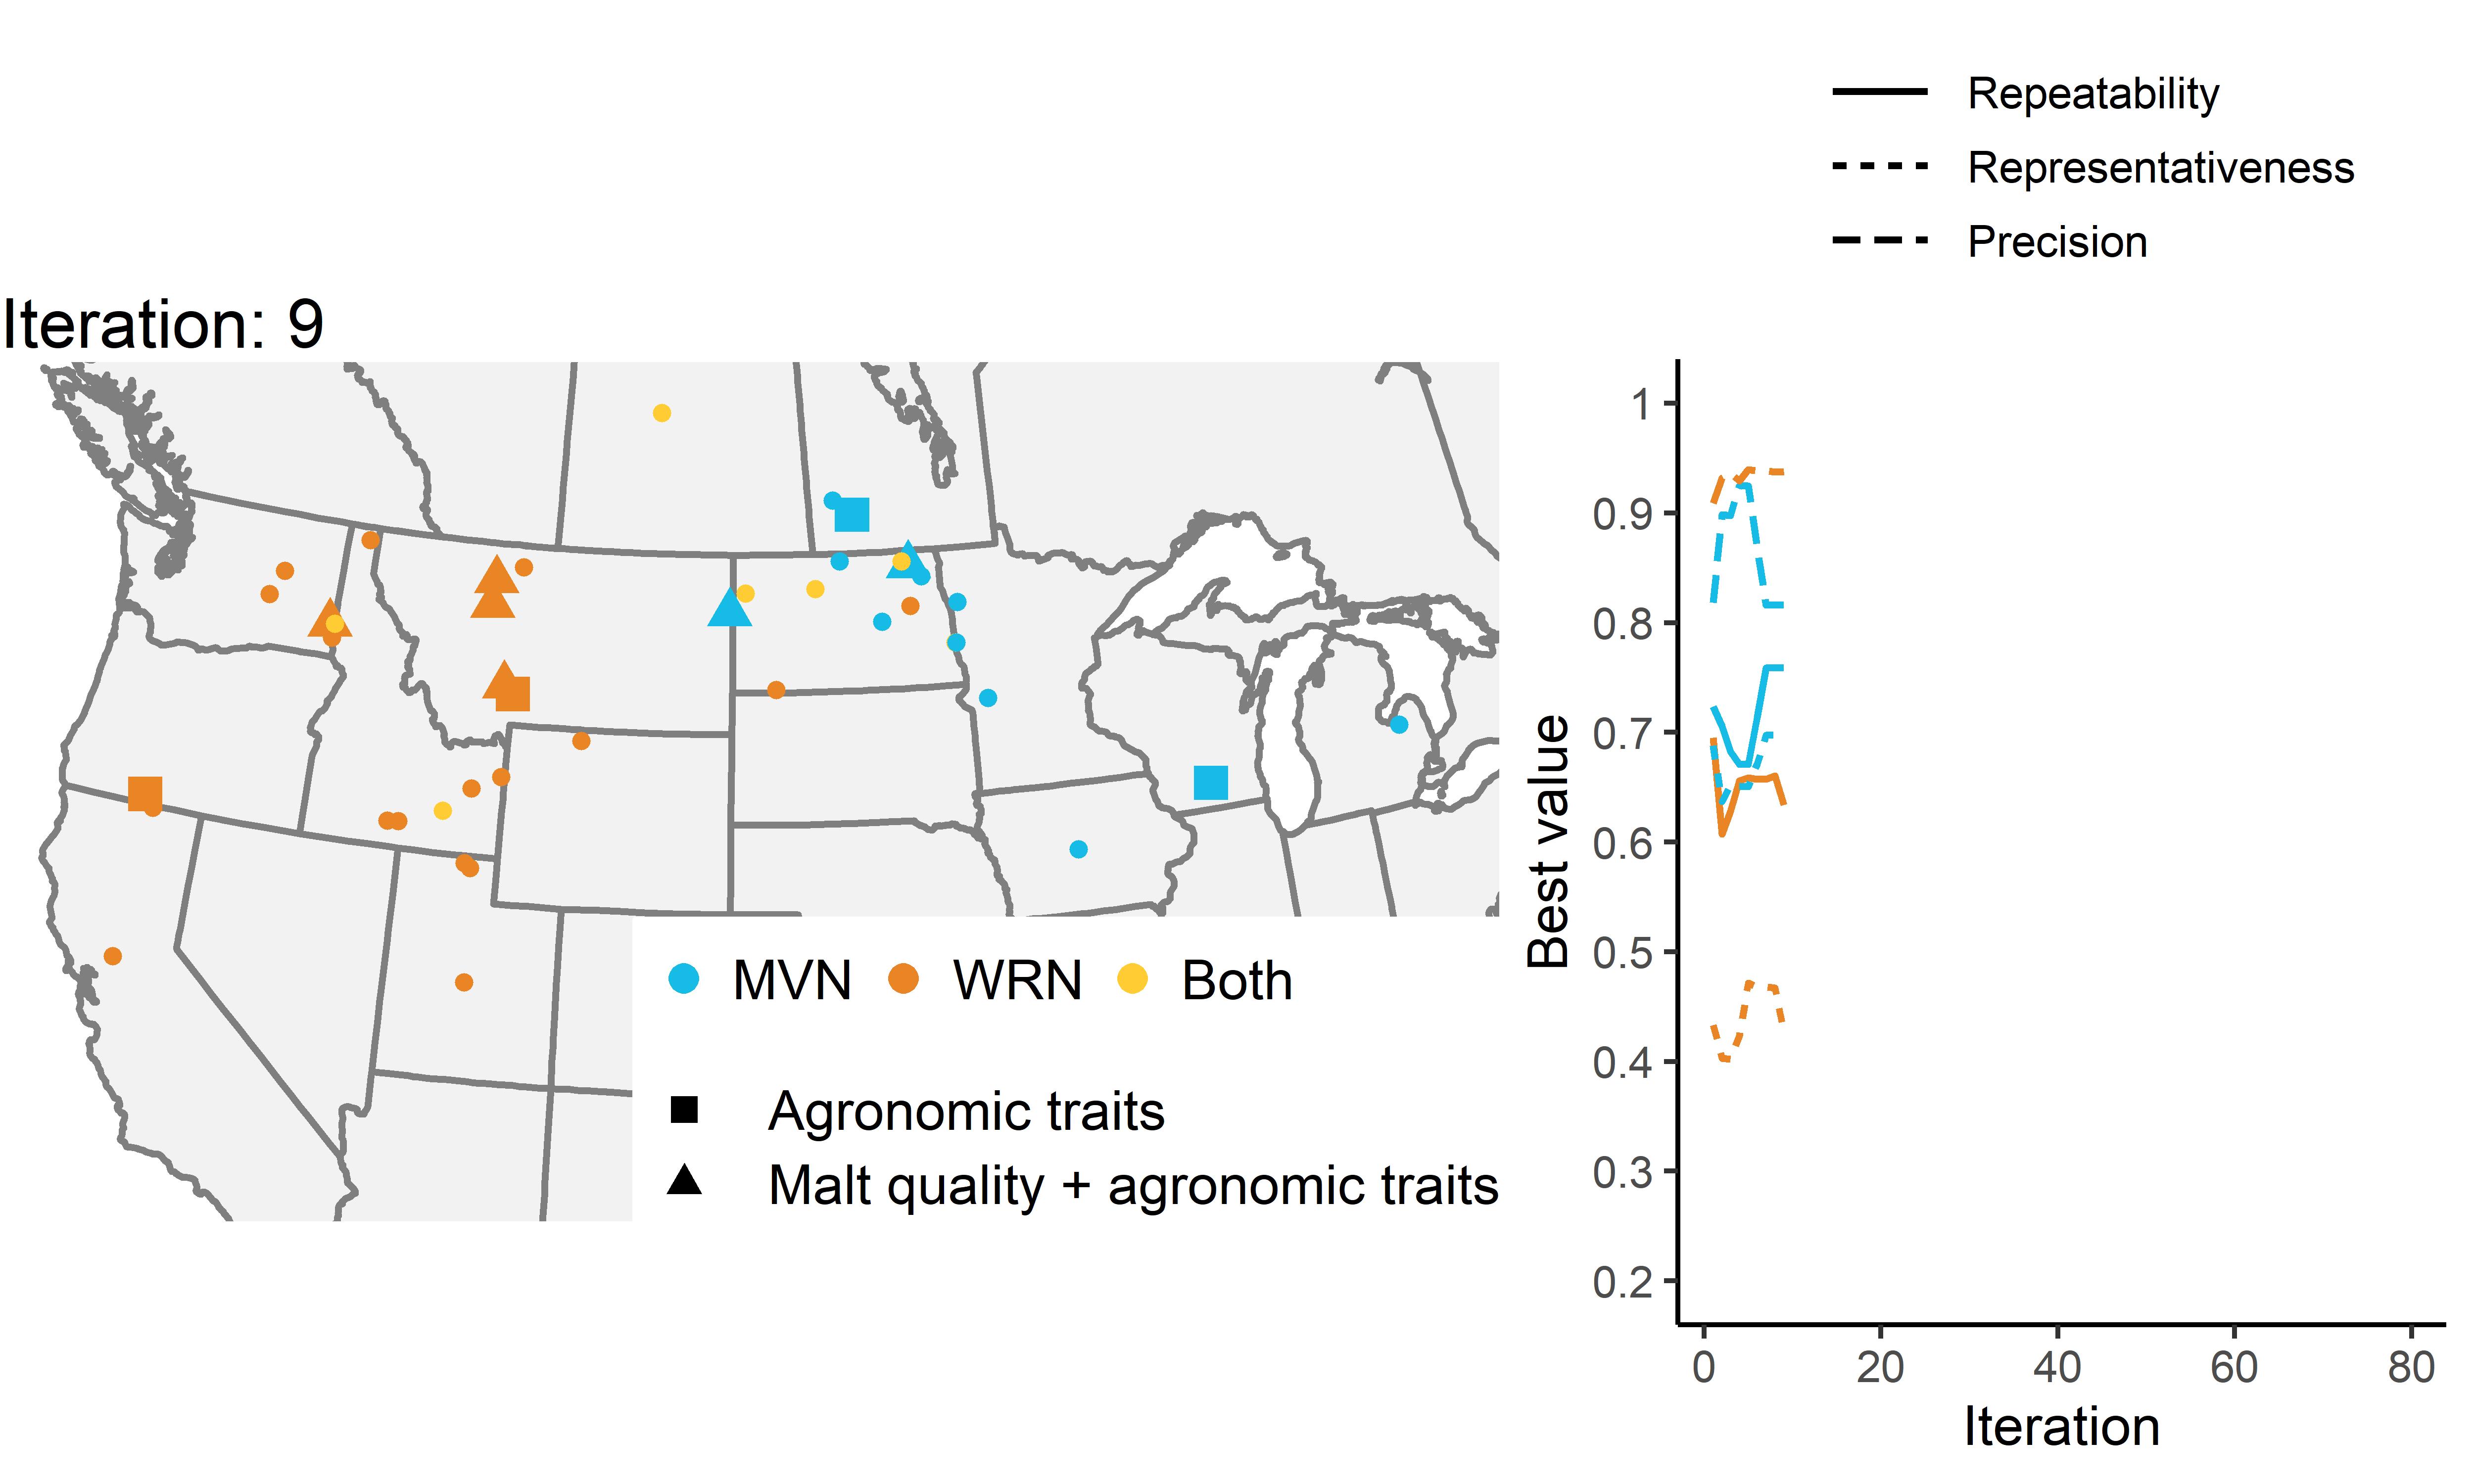 Repeatability
Representativeness
Precision
Iteration: 9
MVN WRN Both
Agronomic traits
Malt quality + agronomic traits
Best value
1
0.9
0.8
0.7
0.6
0.5
0.4
0.3
0.2
0 20 40 60 80
Iteration